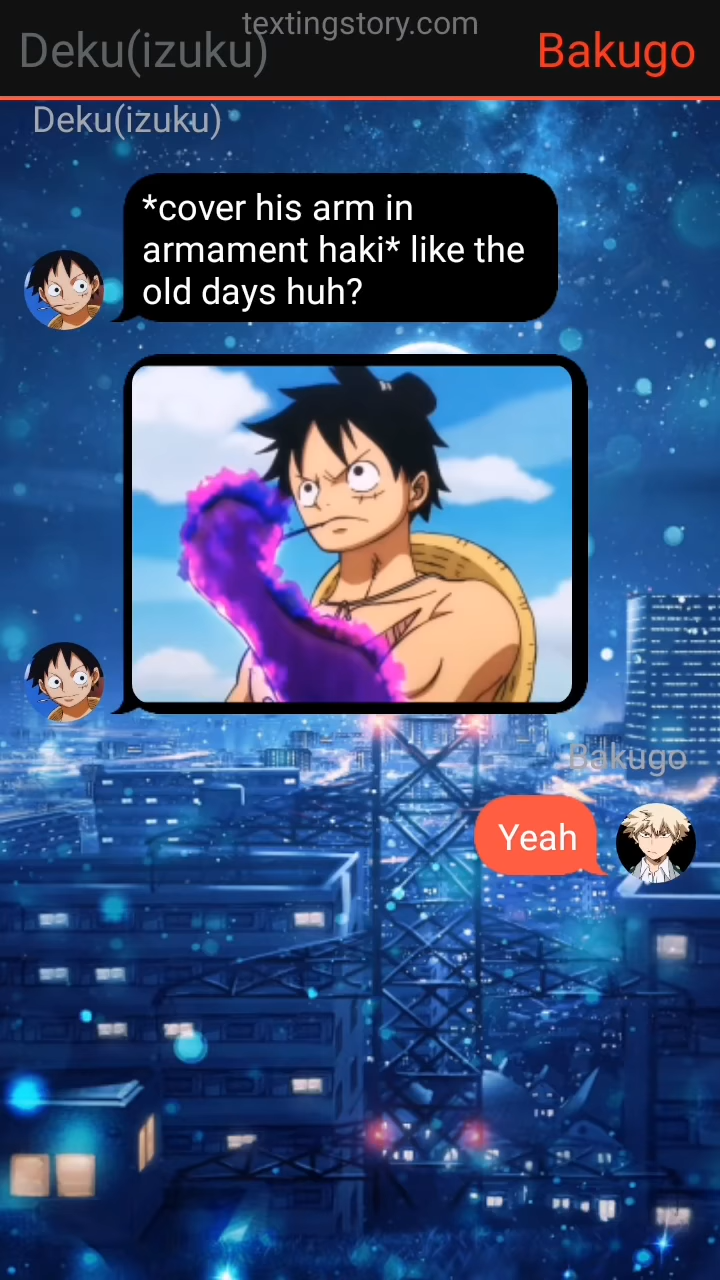 textingstory.com
Deku(izuku)
Bakugo
Deku(izuku)
*cover his arm in
armament haki* like the
old days huh?
Bakugo
Yeah